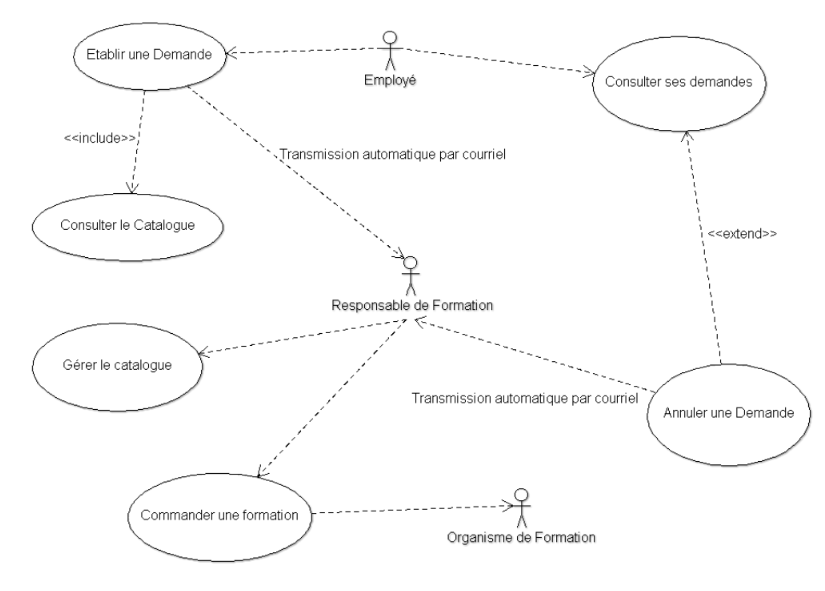 Etablir une Demande
Employé
Consulter ses demandes
<<include>>
Transmission automatique par courriel
Consulter le Catalogue
<<extend>>
Responsable de Formation
Gérer le catalogue
Transmission automatique par courriel
Annuler une Demande
Commander une formation
Organisme de Formation